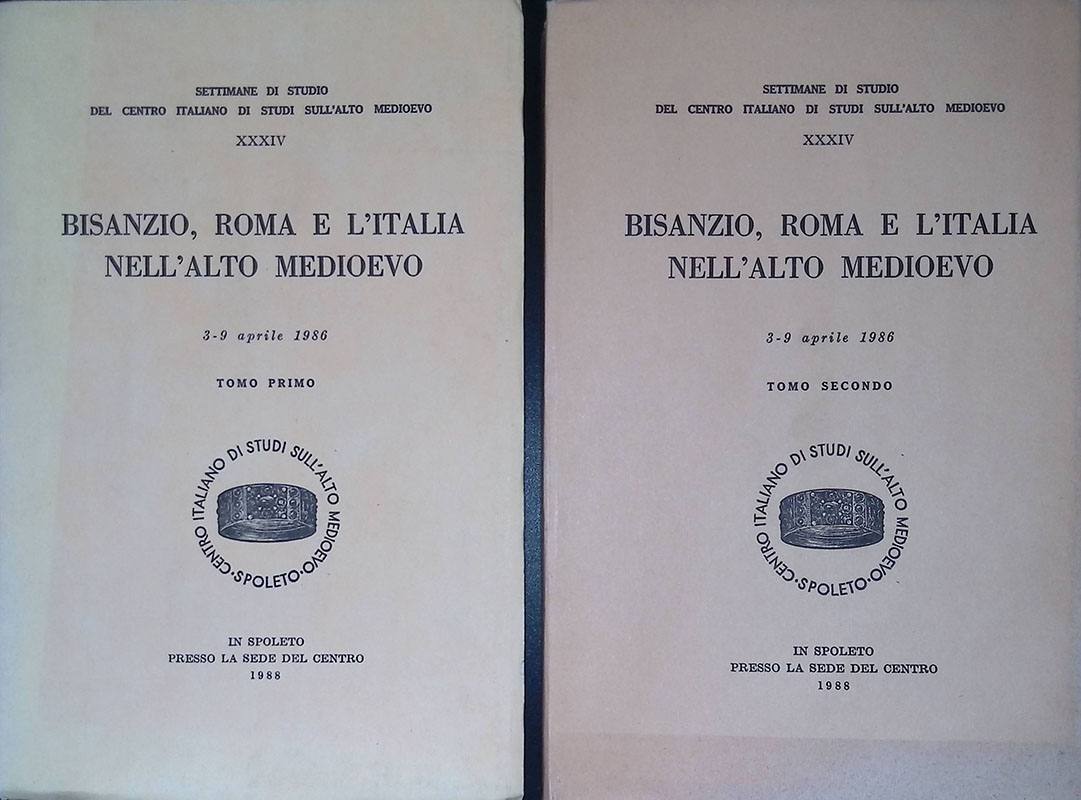 SETTIMANE DI STUDIO
DEL CENTRO ITALIANO DI STUDI SULL'ALTO MEDIOEVO
XXXIV
BISANZIO, ROMA E L'ITALIA
NELL'ALTO MEDIOEVO
3-9 aprile 1986
TOMO PRIMO
CENTRO ITALIANO DI STUDI SULL'ALTO MEDIOEVO · SPOLETO ·
IN SPOLETO
PRESSO LA SEDE DEL CENTRO
1988
SETTIMANE DI STUDIO
DEL CENTRO ITALIANO DI STUDI SULL'ALTO MEDIOEVO
XXXIV
BISANZIO, ROMA E L'ITALIA
NELL'ALTO MEDIOEVO
3-9 aprile 1986
TOMO SECONDO
CENTRO ITALIANO DI STUDI SULL'ALTO MEDIOEVO · SPOLETO ·
IN SPOLETO
PRESSO LA SEDE DEL CENTRO
1988